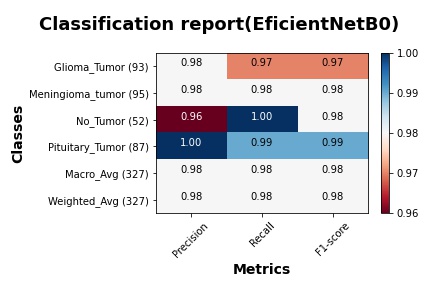 Classification report(EficientNetB0)
Classes
Glioma_Tumor (93) 0.98 0.97 0.97
Meningioma_tumor (95) 0.98 0.98 0.98
No_Tumor (52) 0.96 1.00 0.98
Pituitary_Tumor (87) 1.00 0.99 0.99
Macro_Avg (327) 0.98 0.98 0.98
Weighted_Avg (327) 0.98 0.98 0.98
Precision Recall F1-score
Metrics
1.00
0.99
0.98
0.97
0.96